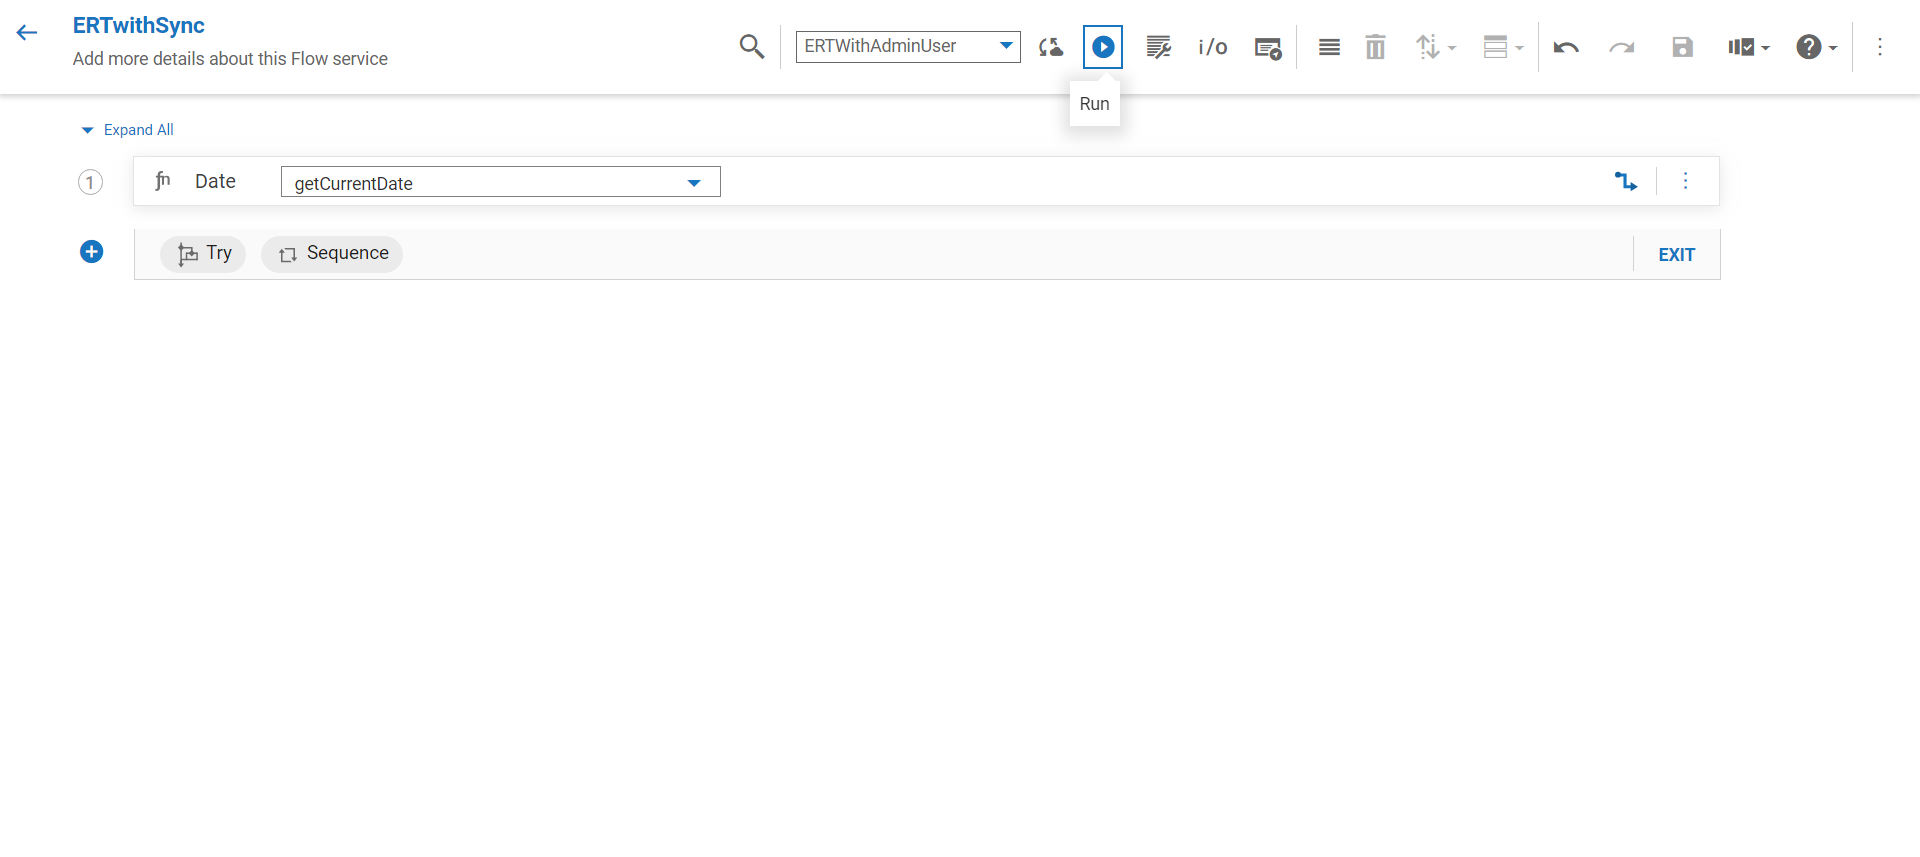 ERTwithSync
Add more details about this Flow service
ERTWithAdminUser
i/o
Run
Expand All
1
fn Date getCurrentDate
Try Sequence EXIT